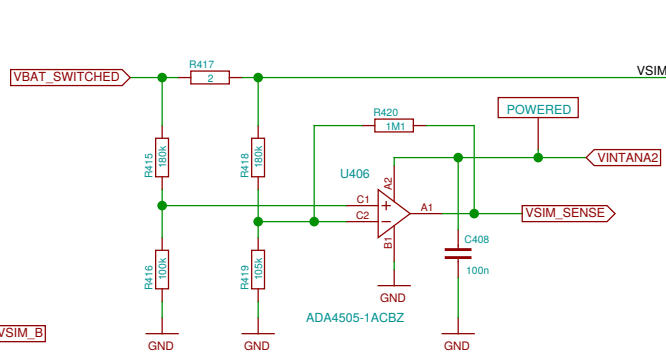 R417
VBAT_SWITCHED
2
VSIM
R420
1M1
POWERED
R415
180k
R418
180k
U406
A2
VINTANA2
C1
C2
A1
VSIM_SENSE
B1
R416
100k
R419
105k
C408
100n
GND
ADA4505-1ACBZ
VSIM_B
GND
GND
GND